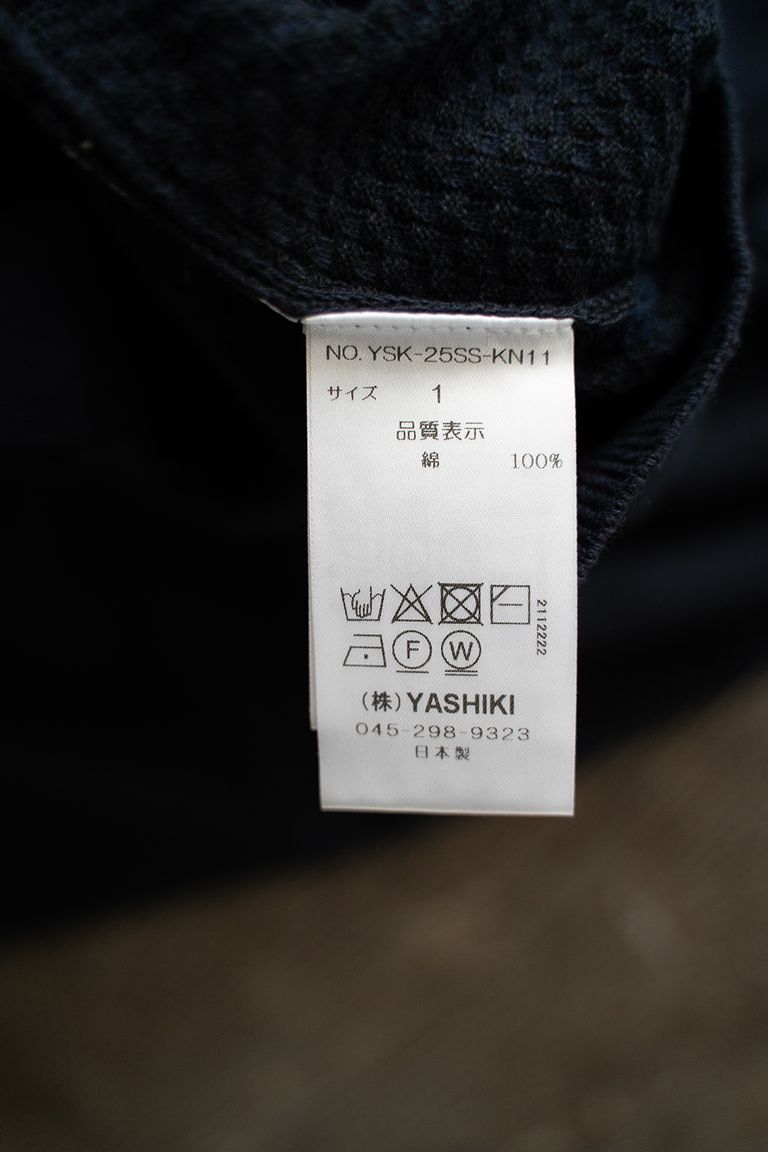 NO. YSK-25SS-KN11
サイズ 1
品質表示
綿 100%
2112222
F W
(株)YASHIKI
045-298-9323
日本製